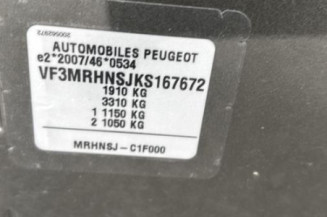 200962972
AUTOMOBILES PEUGEOT
e2*2007/46*0534
VF3MRHNSJKS167672
1910 KG
3310 KG
1 1150 KG
2 1050 KG
MRHNSJ-C1F000